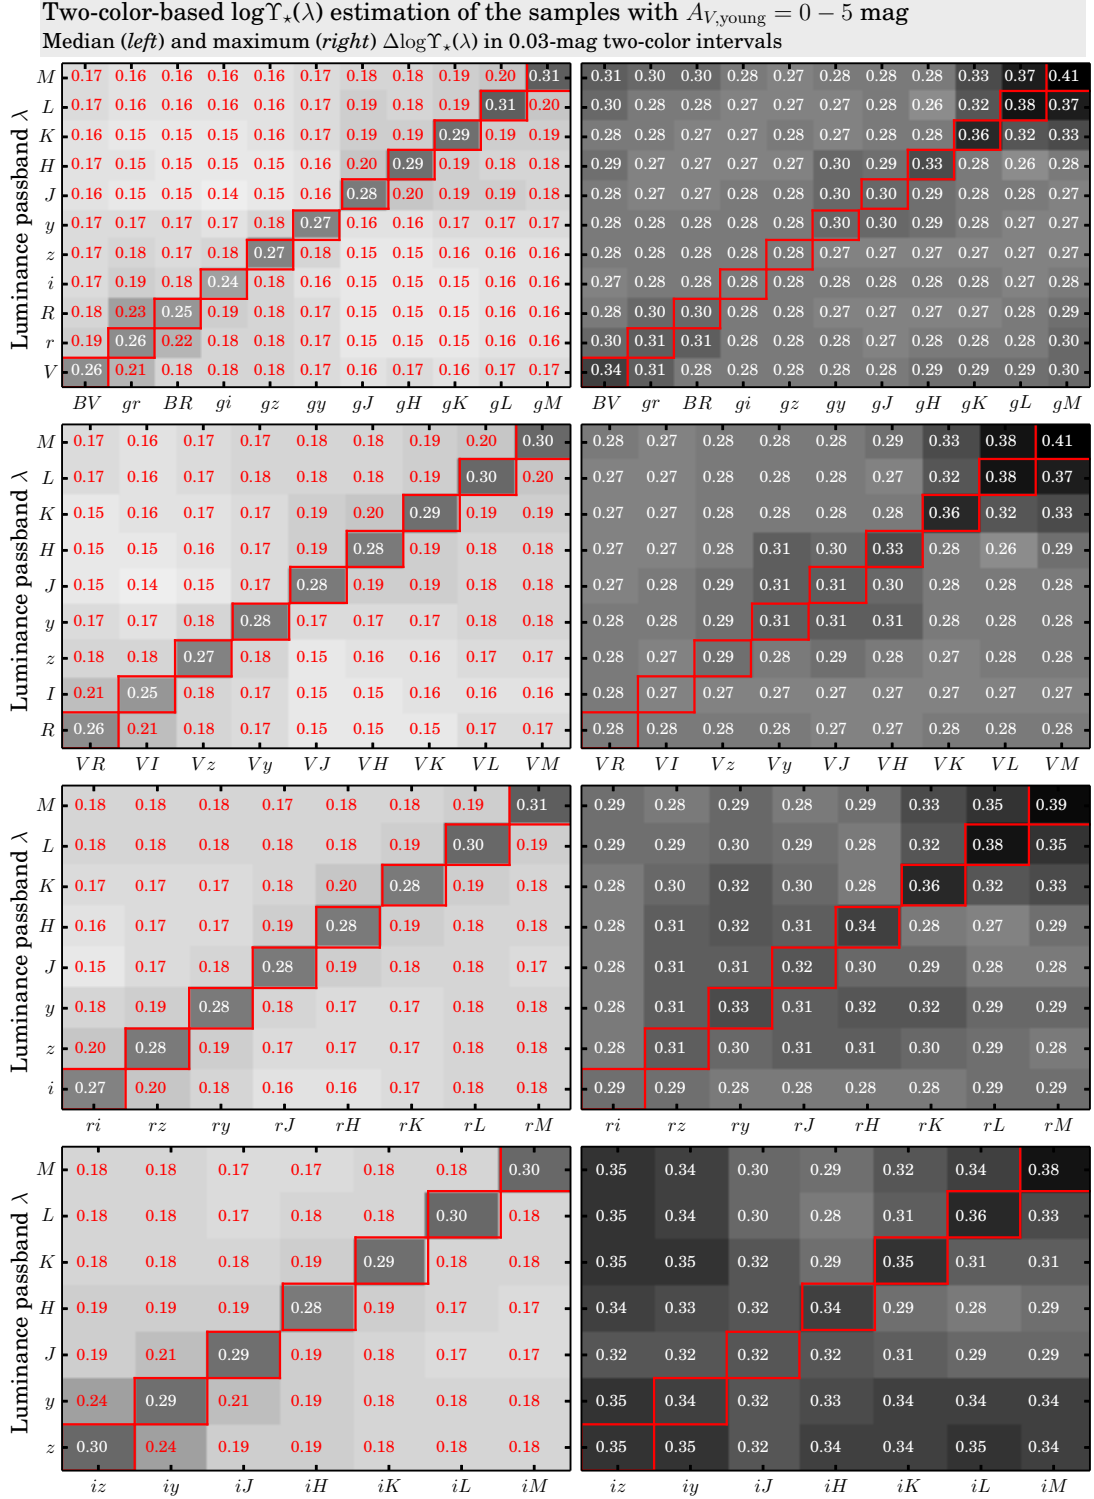 Two-color-based logΥ⋆(λ) estimation of the samples with A_V,young = 0 − 5 mag
Median (left) and maximum (right) ΔlogΥ⋆(λ) in 0.03-mag two-color intervals
Luminance passband λ
M 0.17 0.16 0.16 0.16 0.16 0.17 0.18 0.18 0.19 0.20 0.31 0.31 0.30 0.30 0.28 0.27 0.28 0.28 0.28 0.33 0.37 0.41
L 0.17 0.16 0.16 0.16 0.16 0.17 0.19 0.18 0.19 0.31 0.20 0.30 0.28 0.28 0.27 0.27 0.28 0.28 0.26 0.32 0.38 0.37
K 0.16 0.15 0.15 0.15 0.16 0.17 0.19 0.19 0.29 0.19 0.19 0.28 0.28 0.27 0.27 0.27 0.28 0.28 0.28 0.36 0.32 0.33
H 0.17 0.15 0.15 0.15 0.15 0.16 0.20 0.29 0.19 0.18 0.18 0.29 0.27 0.27 0.27 0.27 0.30 0.29 0.33 0.28 0.26 0.28
J 0.16 0.15 0.15 0.14 0.15 0.16 0.28 0.20 0.19 0.19 0.18 0.28 0.28 0.27 0.28 0.28 0.30 0.30 0.29 0.28 0.28 0.27
y 0.17 0.17 0.17 0.17 0.18 0.27 0.16 0.16 0.17 0.17 0.17 0.28 0.28 0.28 0.28 0.28 0.30 0.30 0.29 0.28 0.27 0.28
z 0.17 0.18 0.17 0.18 0.27 0.18 0.15 0.15 0.16 0.16 0.17 0.28 0.28 0.28 0.28 0.28 0.27 0.27 0.27 0.27 0.27 0.27
i 0.17 0.19 0.18 0.24 0.18 0.16 0.15 0.15 0.15 0.16 0.16 0.27 0.28 0.28 0.28 0.28 0.28 0.27 0.27 0.27 0.27 0.28
R 0.18 0.23 0.25 0.19 0.18 0.17 0.15 0.15 0.15 0.16 0.16 0.28 0.30 0.30 0.28 0.28 0.27 0.27 0.27 0.28 0.28 0.29
r 0.19 0.26 0.22 0.18 0.18 0.17 0.15 0.15 0.15 0.16 0.16 0.30 0.31 0.31 0.28 0.28 0.28 0.27 0.27 0.28 0.28 0.30
V 0.26 0.21 0.18 0.18 0.18 0.17 0.16 0.17 0.16 0.17 0.17 0.34 0.31 0.28 0.28 0.28 0.28 0.28 0.28 0.29 0.29 0.30
BV gr BR gi gz gy gJ gH gK gL gM BV gr BR gi gz gy gJ gH gK gL gM
Luminance passband λ
M 0.17 0.16 0.17 0.17 0.18 0.18 0.19 0.20 0.30 0.28 0.27 0.28 0.28 0.28 0.29 0.33 0.38 0.41
L 0.17 0.16 0.17 0.17 0.18 0.18 0.19 0.30 0.20 0.27 0.27 0.28 0.28 0.28 0.27 0.32 0.38 0.37
K 0.15 0.16 0.16 0.17 0.19 0.20 0.29 0.19 0.19 0.27 0.27 0.28 0.28 0.28 0.28 0.36 0.32 0.33
H 0.15 0.15 0.16 0.17 0.19 0.28 0.19 0.18 0.18 0.27 0.27 0.28 0.31 0.30 0.33 0.28 0.26 0.29
J 0.15 0.14 0.15 0.17 0.28 0.19 0.19 0.18 0.18 0.27 0.28 0.29 0.31 0.31 0.30 0.28 0.28 0.28
y 0.17 0.17 0.18 0.28 0.17 0.17 0.17 0.18 0.18 0.28 0.28 0.28 0.31 0.31 0.31 0.28 0.28 0.28
z 0.18 0.18 0.27 0.18 0.15 0.16 0.16 0.17 0.17 0.28 0.27 0.29 0.28 0.29 0.28 0.27 0.27 0.28
I 0.21 0.25 0.18 0.17 0.15 0.15 0.16 0.16 0.16 0.28 0.27 0.27 0.27 0.27 0.27 0.27 0.27 0.27
R 0.26 0.21 0.18 0.17 0.15 0.15 0.15 0.17 0.17 0.28 0.28 0.28 0.28 0.28 0.28 0.28 0.28 0.28
VR VI Vz Vy VJ VH VK VL VM VR VI Vz Vy VJ VH VK VL VM
Luminance passband λ
M 0.18 0.18 0.18 0.17 0.18 0.18 0.19 0.31 0.29 0.28 0.29 0.29 0.29 0.33 0.35 0.39
L 0.18 0.18 0.18 0.18 0.18 0.19 0.30 0.19 0.29 0.29 0.30 0.29 0.28 0.32 0.38 0.35
K 0.17 0.17 0.17 0.18 0.20 0.28 0.19 0.18 0.28 0.30 0.32 0.30 0.28 0.36 0.32 0.33
H 0.16 0.17 0.17 0.19 0.28 0.19 0.18 0.18 0.28 0.31 0.32 0.31 0.34 0.28 0.27 0.29
J 0.15 0.17 0.18 0.28 0.19 0.18 0.18 0.17 0.28 0.31 0.31 0.32 0.30 0.29 0.28 0.28
y 0.18 0.19 0.28 0.18 0.17 0.17 0.18 0.18 0.28 0.31 0.33 0.31 0.32 0.32 0.29 0.29
z 0.20 0.28 0.19 0.17 0.17 0.17 0.18 0.18 0.28 0.31 0.30 0.31 0.31 0.30 0.29 0.28
i 0.27 0.20 0.18 0.16 0.16 0.17 0.18 0.18 0.29 0.29 0.28 0.28 0.28 0.28 0.29 0.29
ri rz ry rJ rH rK rL rM ri rz ry rJ rH rK rL rM
Luminance passband λ
M 0.18 0.18 0.17 0.17 0.18 0.18 0.30 0.35 0.34 0.30 0.29 0.32 0.34 0.38
L 0.18 0.18 0.17 0.18 0.18 0.30 0.18 0.35 0.34 0.30 0.28 0.31 0.36 0.33
K 0.18 0.18 0.18 0.19 0.29 0.18 0.18 0.35 0.35 0.32 0.29 0.35 0.31 0.31
H 0.19 0.19 0.19 0.28 0.19 0.17 0.17 0.34 0.33 0.32 0.34 0.29 0.28 0.29
J 0.19 0.21 0.29 0.19 0.18 0.17 0.17 0.32 0.32 0.32 0.32 0.31 0.29 0.29
y 0.24 0.29 0.21 0.19 0.18 0.18 0.18 0.35 0.34 0.32 0.33 0.34 0.34 0.34
z 0.30 0.24 0.19 0.19 0.18 0.18 0.18 0.35 0.35 0.32 0.34 0.34 0.35 0.34
iz iy iJ iH iK iL iM iz iy iJ iH iK iL iM